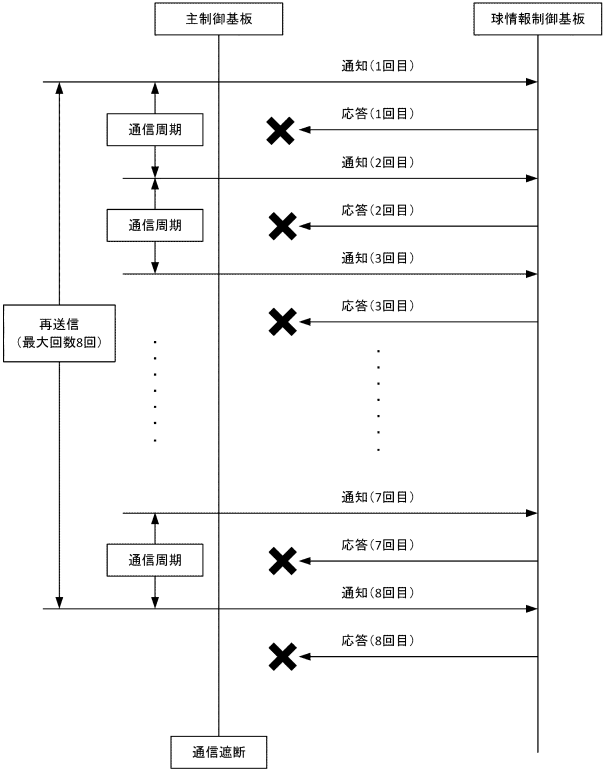 主制御基板
球情報制御基板
通知(1回目)
通信周期
応答(1回目)
通知(2回目)
通信周期
応答(2回目)
通知(3回目)
応答(3回目)
再送信
(最大回数8回)
通知(7回目)
通信周期
応答(7回目)
通知(8回目)
応答(8回目)
通信遮断